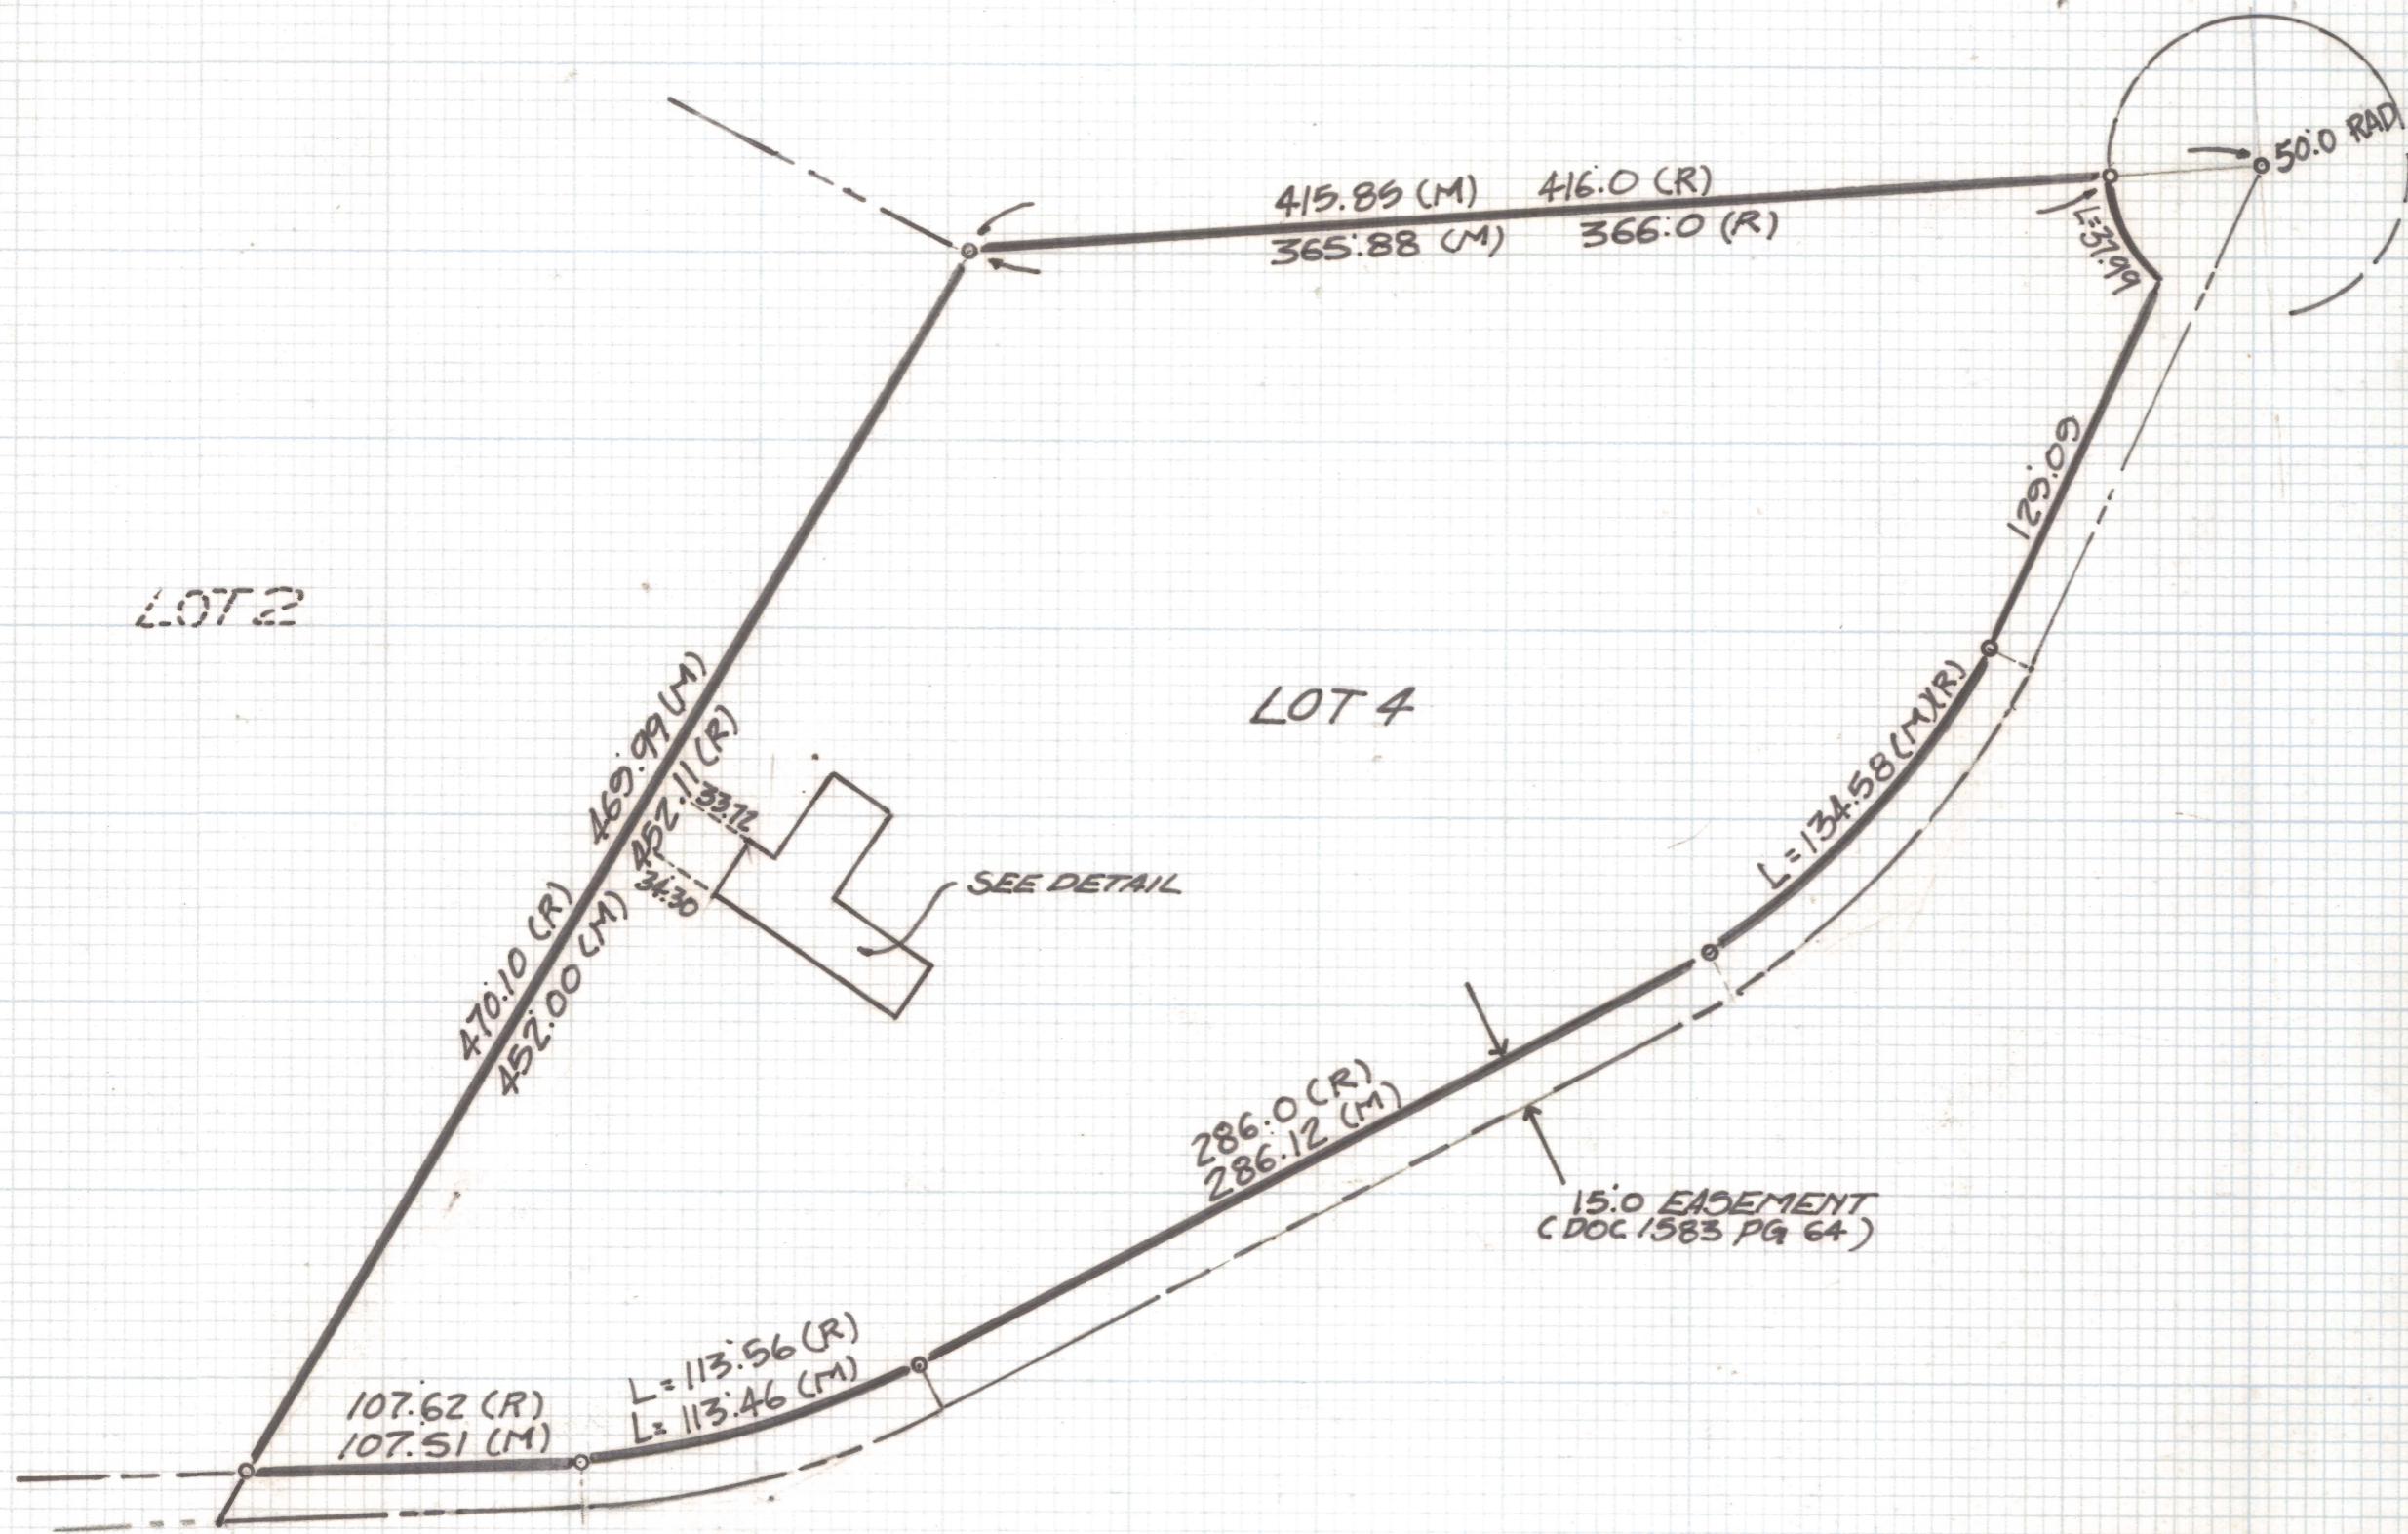 50.0 RAD
415.85 (M) 416.0 (R)
365.88 (M) 366.0 (R)
L=37.99
129.09
LOT 2
LOT 4
469.99 (M)
452.11 (R)
33.72
34.30
SEE DETAIL
L=134.58 (M)(R)
470.10 (R)
452.00 (M)
286.0 (R)
286.12 (M)
15.0 EASEMENT
(DOC 1583 PG 64)
L=113.56 (R)
L=113.46 (M)
107.62 (R)
107.51 (M)